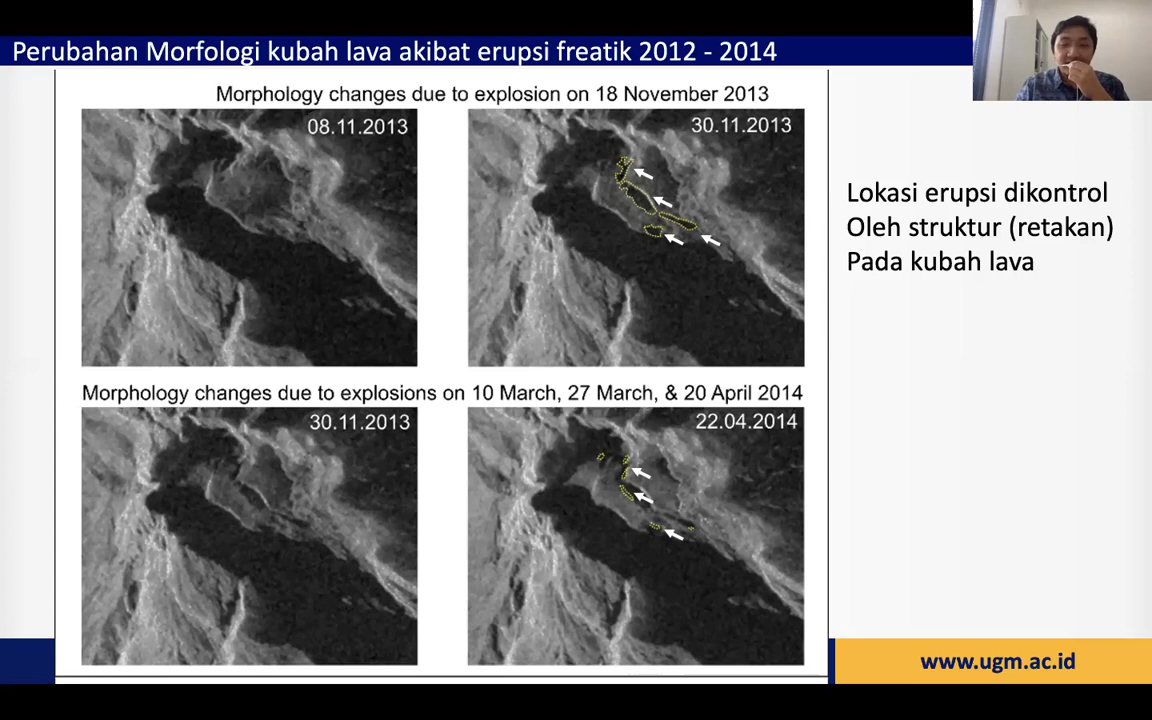 Perubahan Morfologi kubah lava akibat erupsi freatik 2012 - 2014
Morphology changes due to explosion on 18 November 2013
08.11.2013
30.11.2013
Lokasi erupsi dikontrol
Oleh struktur (retakan)
Pada kubah lava
Morphology changes due to explosions on 10 March, 27 March, & 20 April 2014
30.11.2013
22.04.2014
www.ugm.ac.id